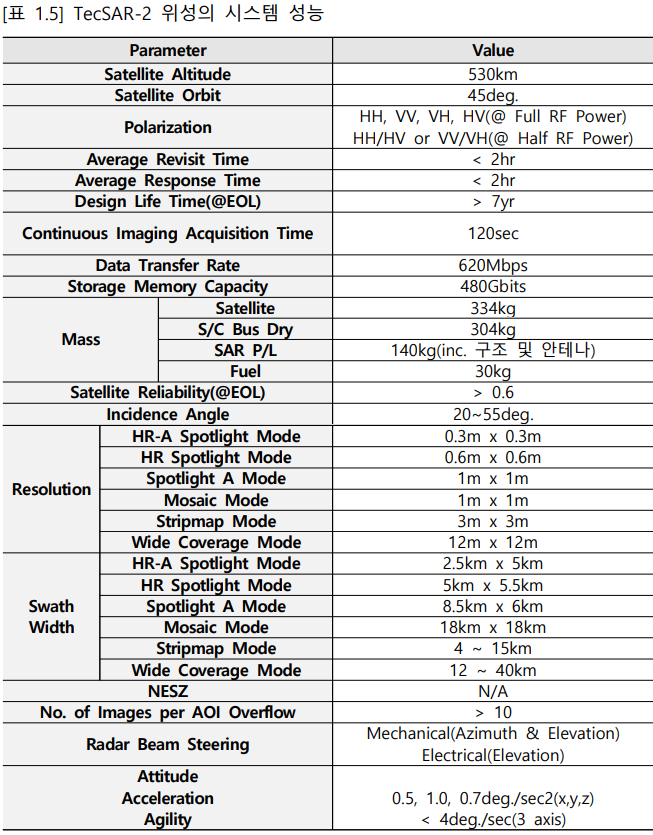 [표 1.5] TecSAR-2 위성의 시스템 성능
Parameter Value
Satellite Altitude 530km
Satellite Orbit 45deg.
Polarization HH, VV, VH, HV(@ Full RF Power)
HH/HV or VV/VH(@ Half RF Power)
Average Revisit Time < 2hr
Average Response Time < 2hr
Design Life Time(@EOL) > 7yr
Continuous Imaging Acquisition Time 120sec
Data Transfer Rate 620Mbps
Storage Memory Capacity 480Gbits
Mass Satellite 334kg
S/C Bus Dry 304kg
SAR P/L 140kg(inc. 구조 및 안테나)
Fuel 30kg
Satellite Reliability(@EOL) > 0.6
Incidence Angle 20~55deg.
Resolution HR-A Spotlight Mode 0.3m x 0.3m
HR Spotlight Mode 0.6m x 0.6m
Spotlight A Mode 1m x 1m
Mosaic Mode 1m x 1m
Stripmap Mode 3m x 3m
Wide Coverage Mode 12m x 12m
Swath Width HR-A Spotlight Mode 2.5km x 5km
HR Spotlight Mode 5km x 5.5km
Spotlight A Mode 8.5km x 6km
Mosaic Mode 18km x 18km
Stripmap Mode 4 ~ 15km
Wide Coverage Mode 12 ~ 40km
NESZ N/A
No. of Images per AOI Overflow > 10
Radar Beam Steering Mechanical(Azimuth & Elevation)
Electrical(Elevation)
Attitude
Acceleration 0.5, 1.0, 0.7deg./sec2(x,y,z)
Agility < 4deg./sec(3 axis)